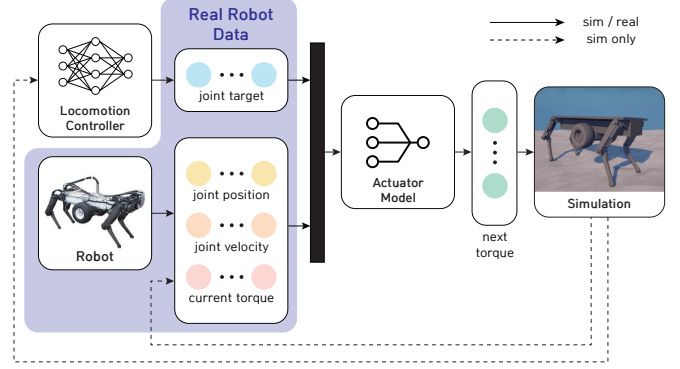 Real Robot
Data
sim / real
sim only
Locomotion
Controller
joint target
joint position
joint velocity
current torque
Robot
Actuator
Model
next
torque
Simulation